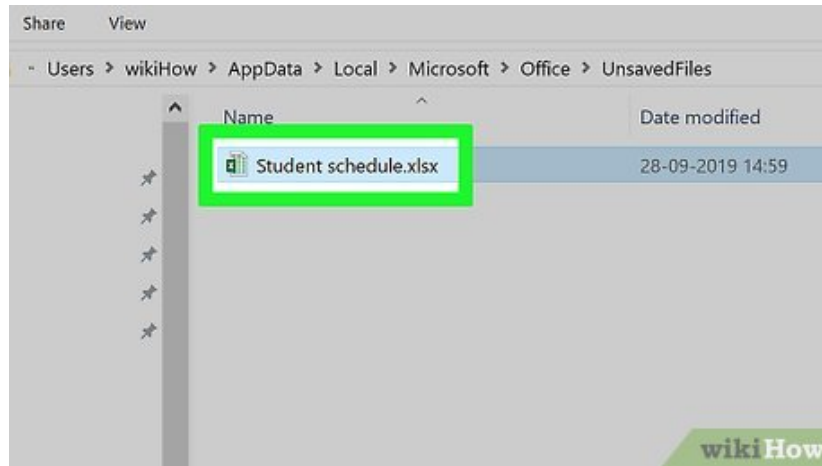 Share View
Users > wikiHow > AppData > Local > Microsoft > Office > UnsavedFiles
Name Date modified
Student schedule.xlsx 28-09-2019 14:59
wikiHow